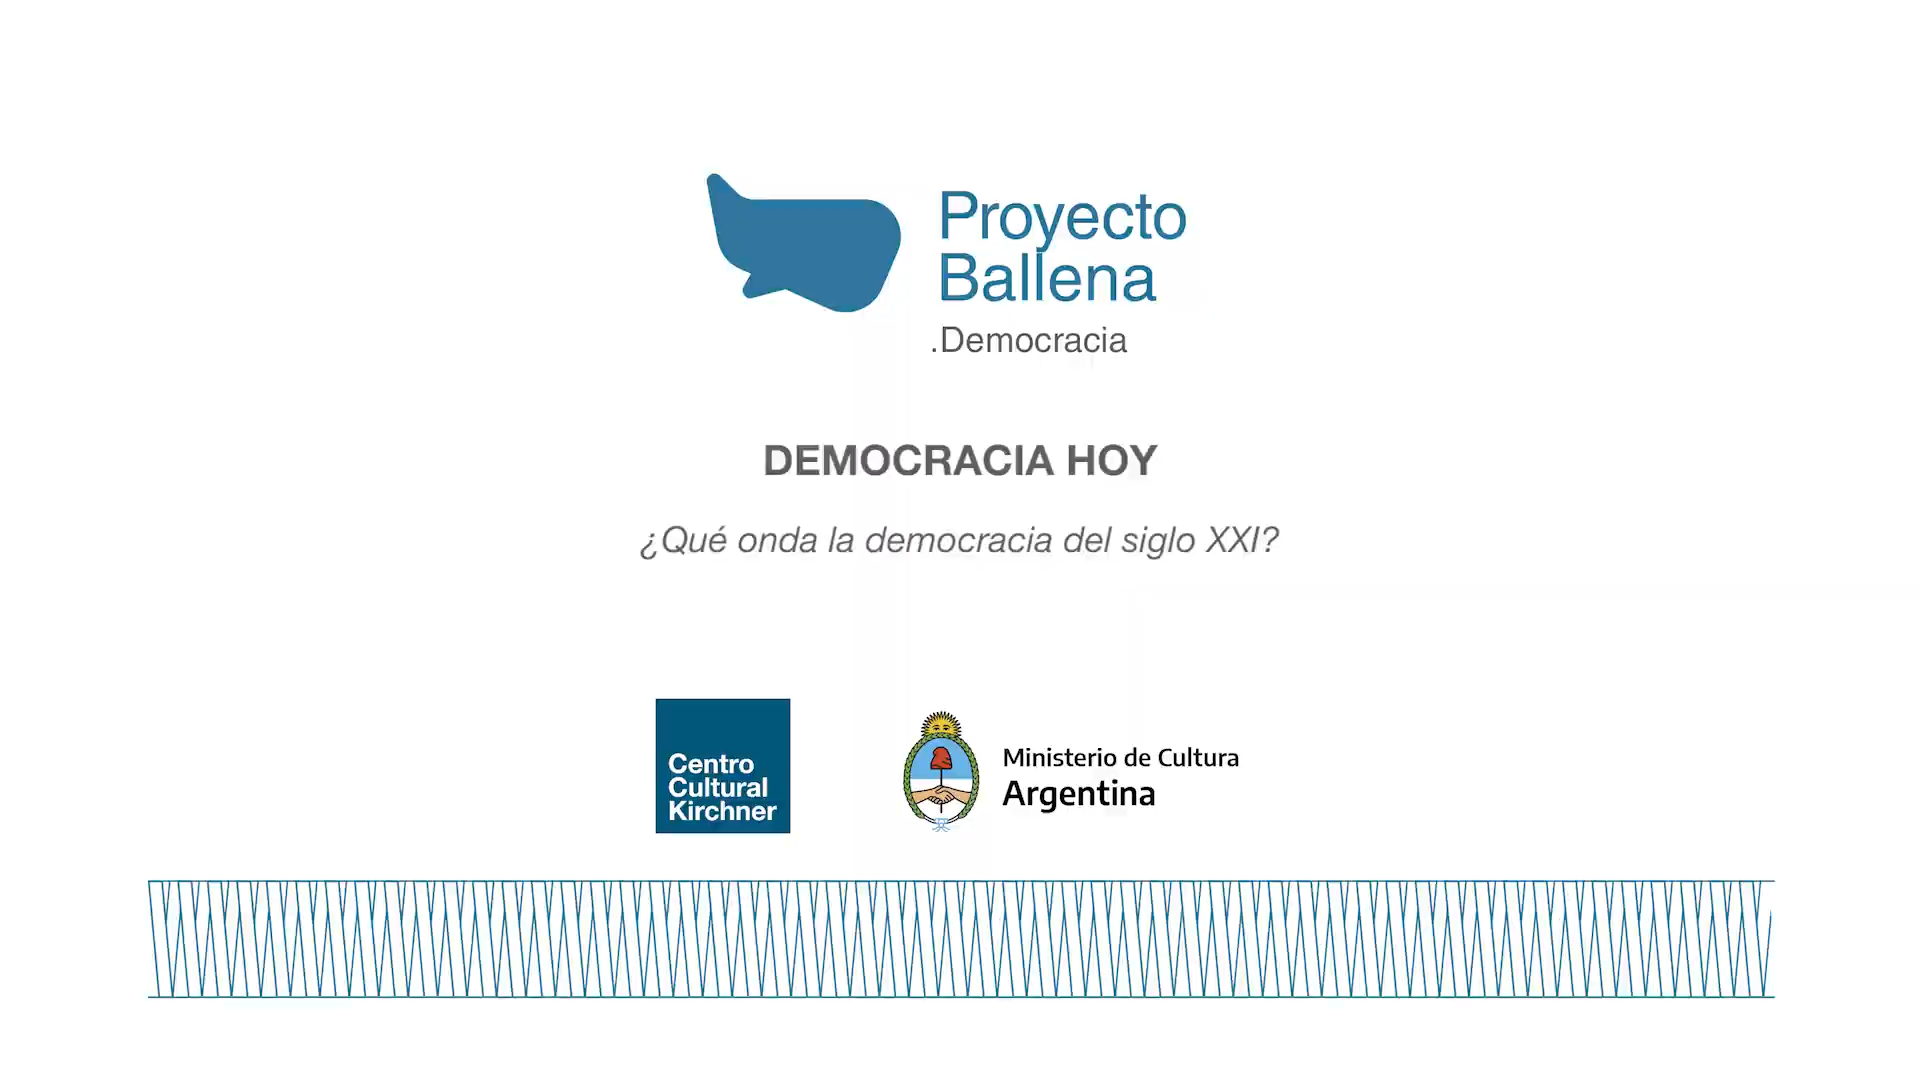 Proyecto
Ballena
.Democracia
DEMOCRACIA HOY
¿Qué onda la democracia del siglo XXI?
Centro
Cultural
Kirchner
Ministerio de Cultura
Argentina